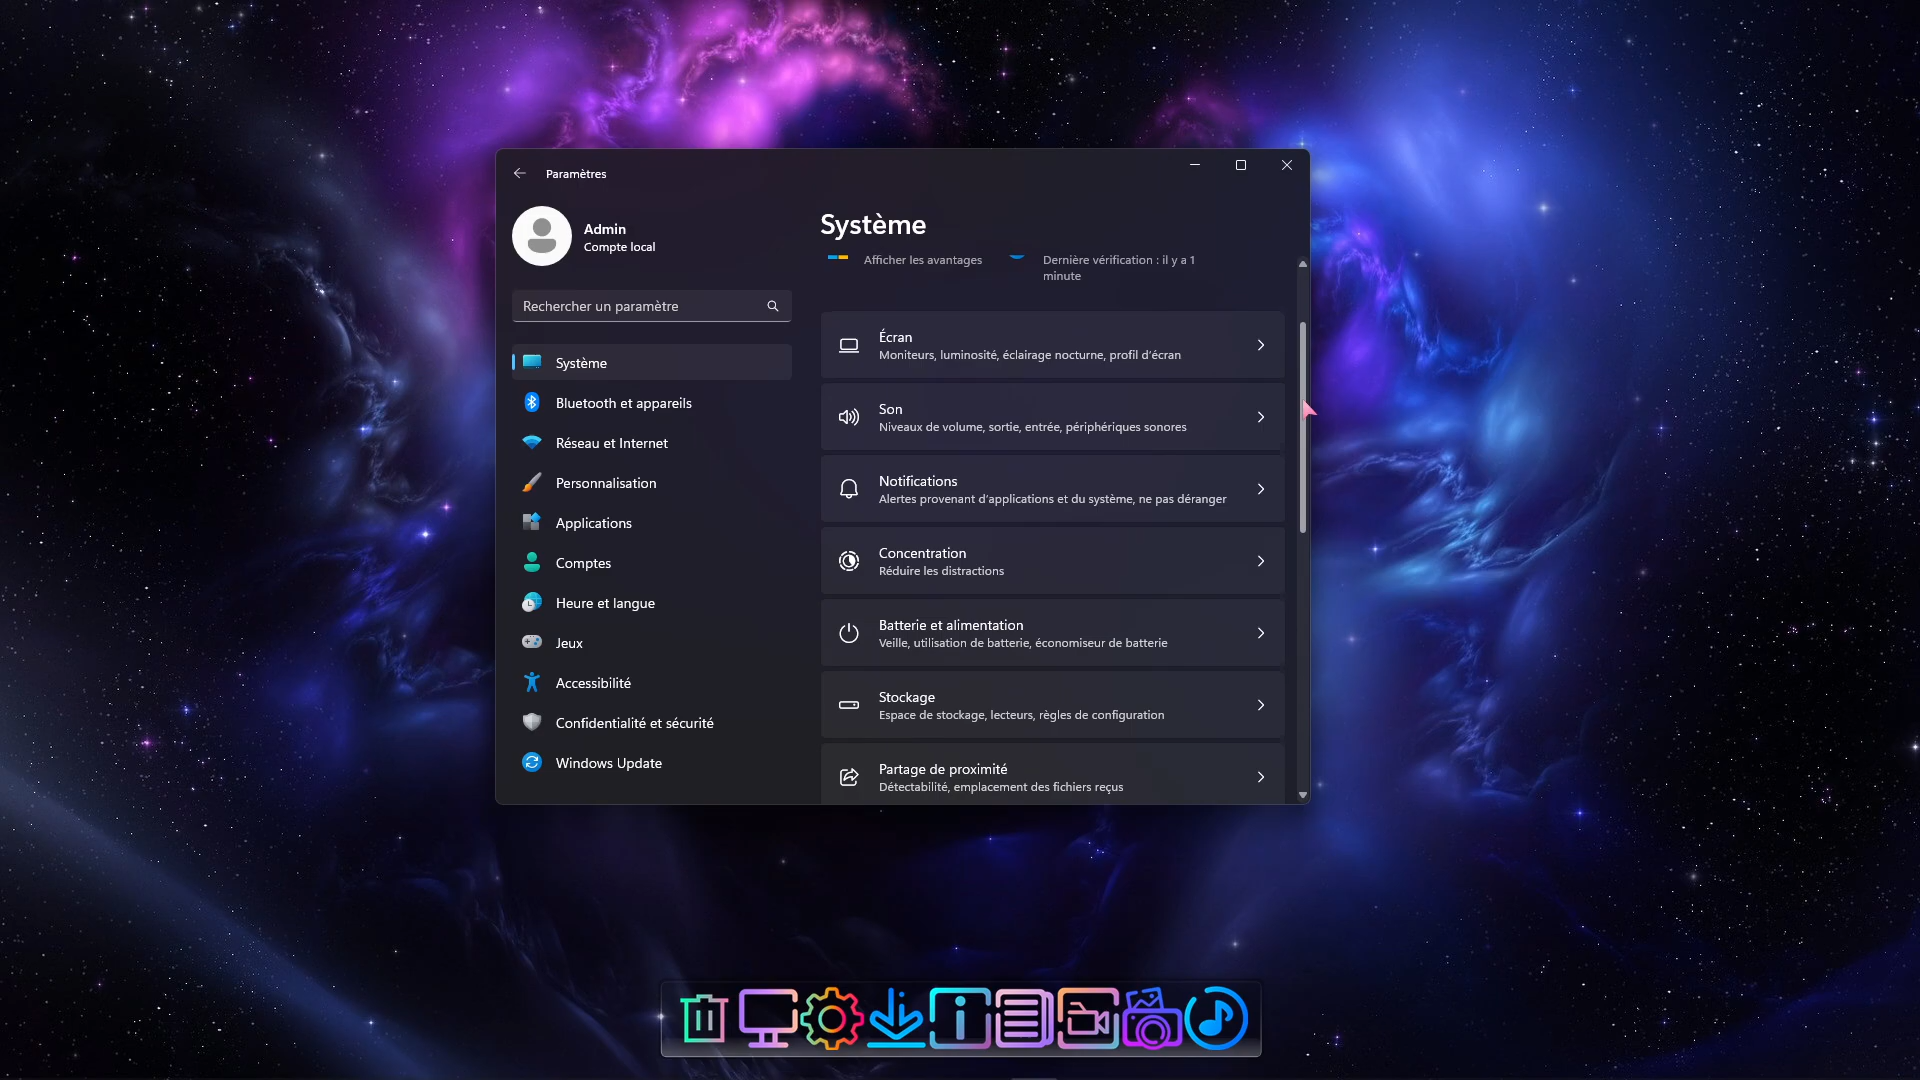 Paramètres
Admin
Compte local
Rechercher un paramètre
Système
Bluetooth et appareils
Réseau et Internet
Personnalisation
Applications
Comptes
Heure et langue
Jeux
Accessibilité
Confidentialité et sécurité
Windows Update
Système
Afficher les avantages
Dernière vérification : il y a 1
minute
Écran
Moniteurs, luminosité, éclairage nocturne, profil d’écran
Son
Niveaux de volume, sortie, entrée, périphériques sonores
Notifications
Alertes provenant d’applications et du système, ne pas déranger
Concentration
Réduire les distractions
Batterie et alimentation
Veille, utilisation de batterie, économiseur de batterie
Stockage
Espace de stockage, lecteurs, règles de configuration
Partage de proximité
Détectabilité, emplacement des fichiers reçus